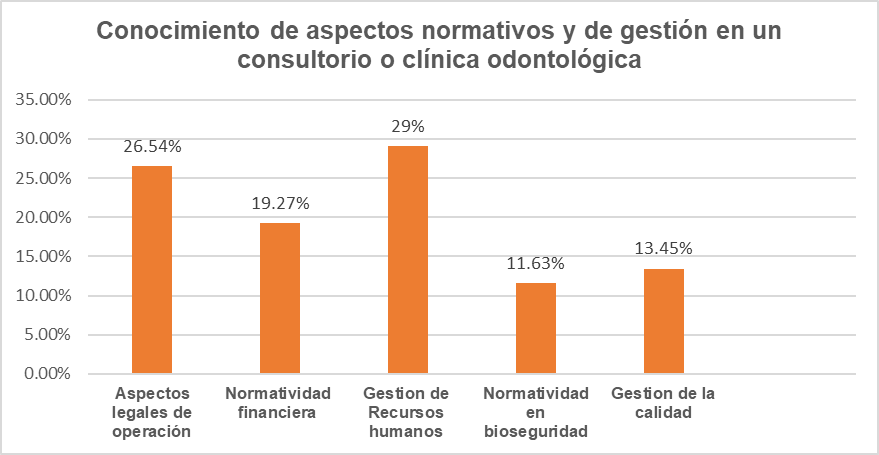 Conocimiento de aspectos normativos y de gestión en un
consultorio o clínica odontológica
35.00%
30.00%
25.00%
20.00%
15.00%
10.00%
5.00%
0.00%
26.54%
19.27%
29%
11.63%
13.45%
Aspectos
legales de
operación
Normatividad
financiera
Gestion de
Recursos
humanos
Normatividad
en
bioseguridad
Gestion de la
calidad